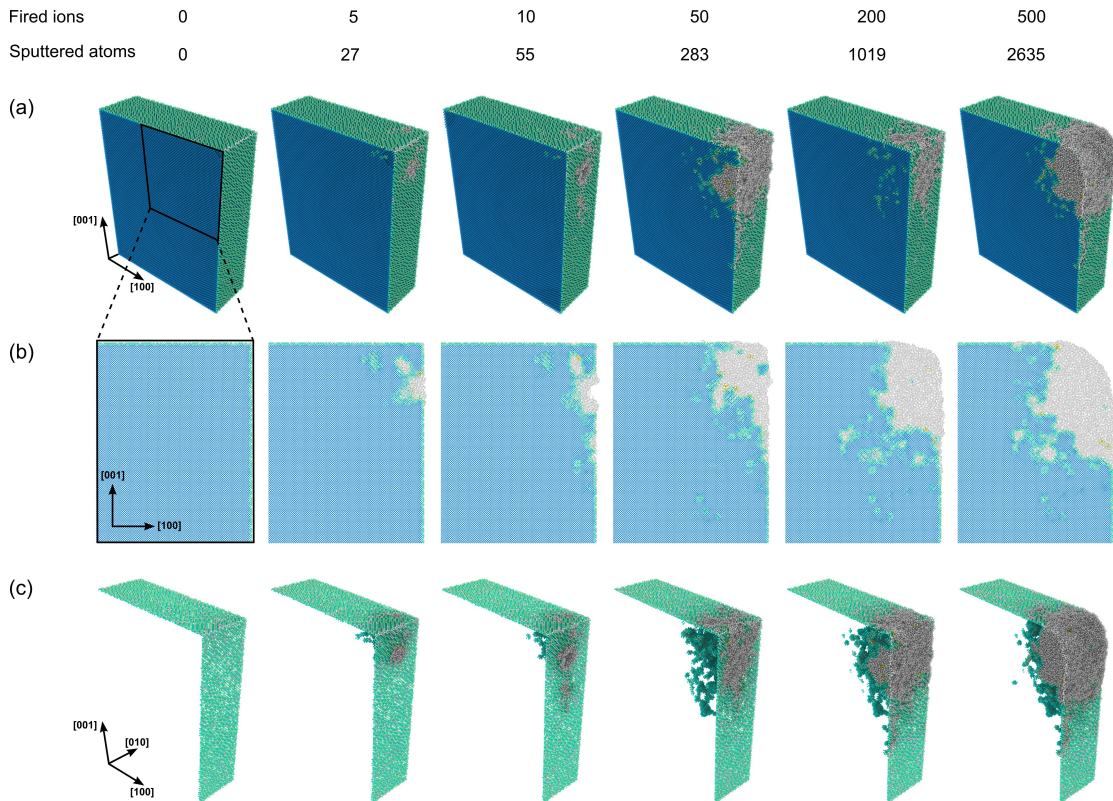 Fired ions 0 5 10 50 200 500
Sputtered atoms 0 27 55 283 1019 2635
(a)
[001]
[100]
(b)
[001]
[100]
(c)
[001]
[010]
[100]